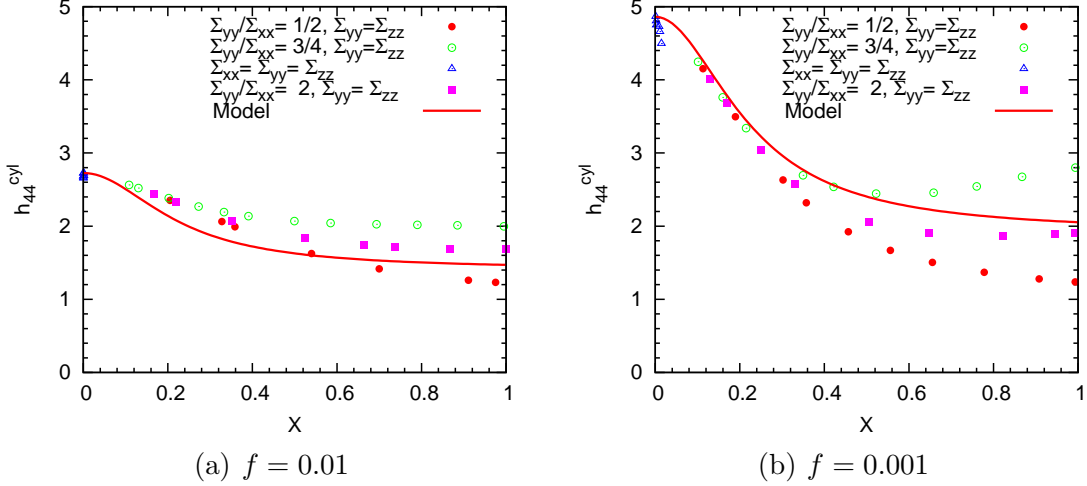 h44^cyl
5
4
3
2
1
0
0 0.2 0.4 0.6 0.8 1
X
Σyy/Σxx= 1/2, Σyy=Σzz
Σyy/Σxx= 3/4, Σyy=Σzz
Σxx= Σyy= Σzz
Σyy/Σxx= 2, Σyy= Σzz
Model
(a) f = 0.01
h44^cyl
5
4
3
2
1
0
0 0.2 0.4 0.6 0.8 1
X
Σyy/Σxx= 1/2, Σyy=Σzz
Σyy/Σxx= 3/4, Σyy=Σzz
Σxx= Σyy= Σzz
Σyy/Σxx= 2, Σyy= Σzz
Model
(b) f = 0.001